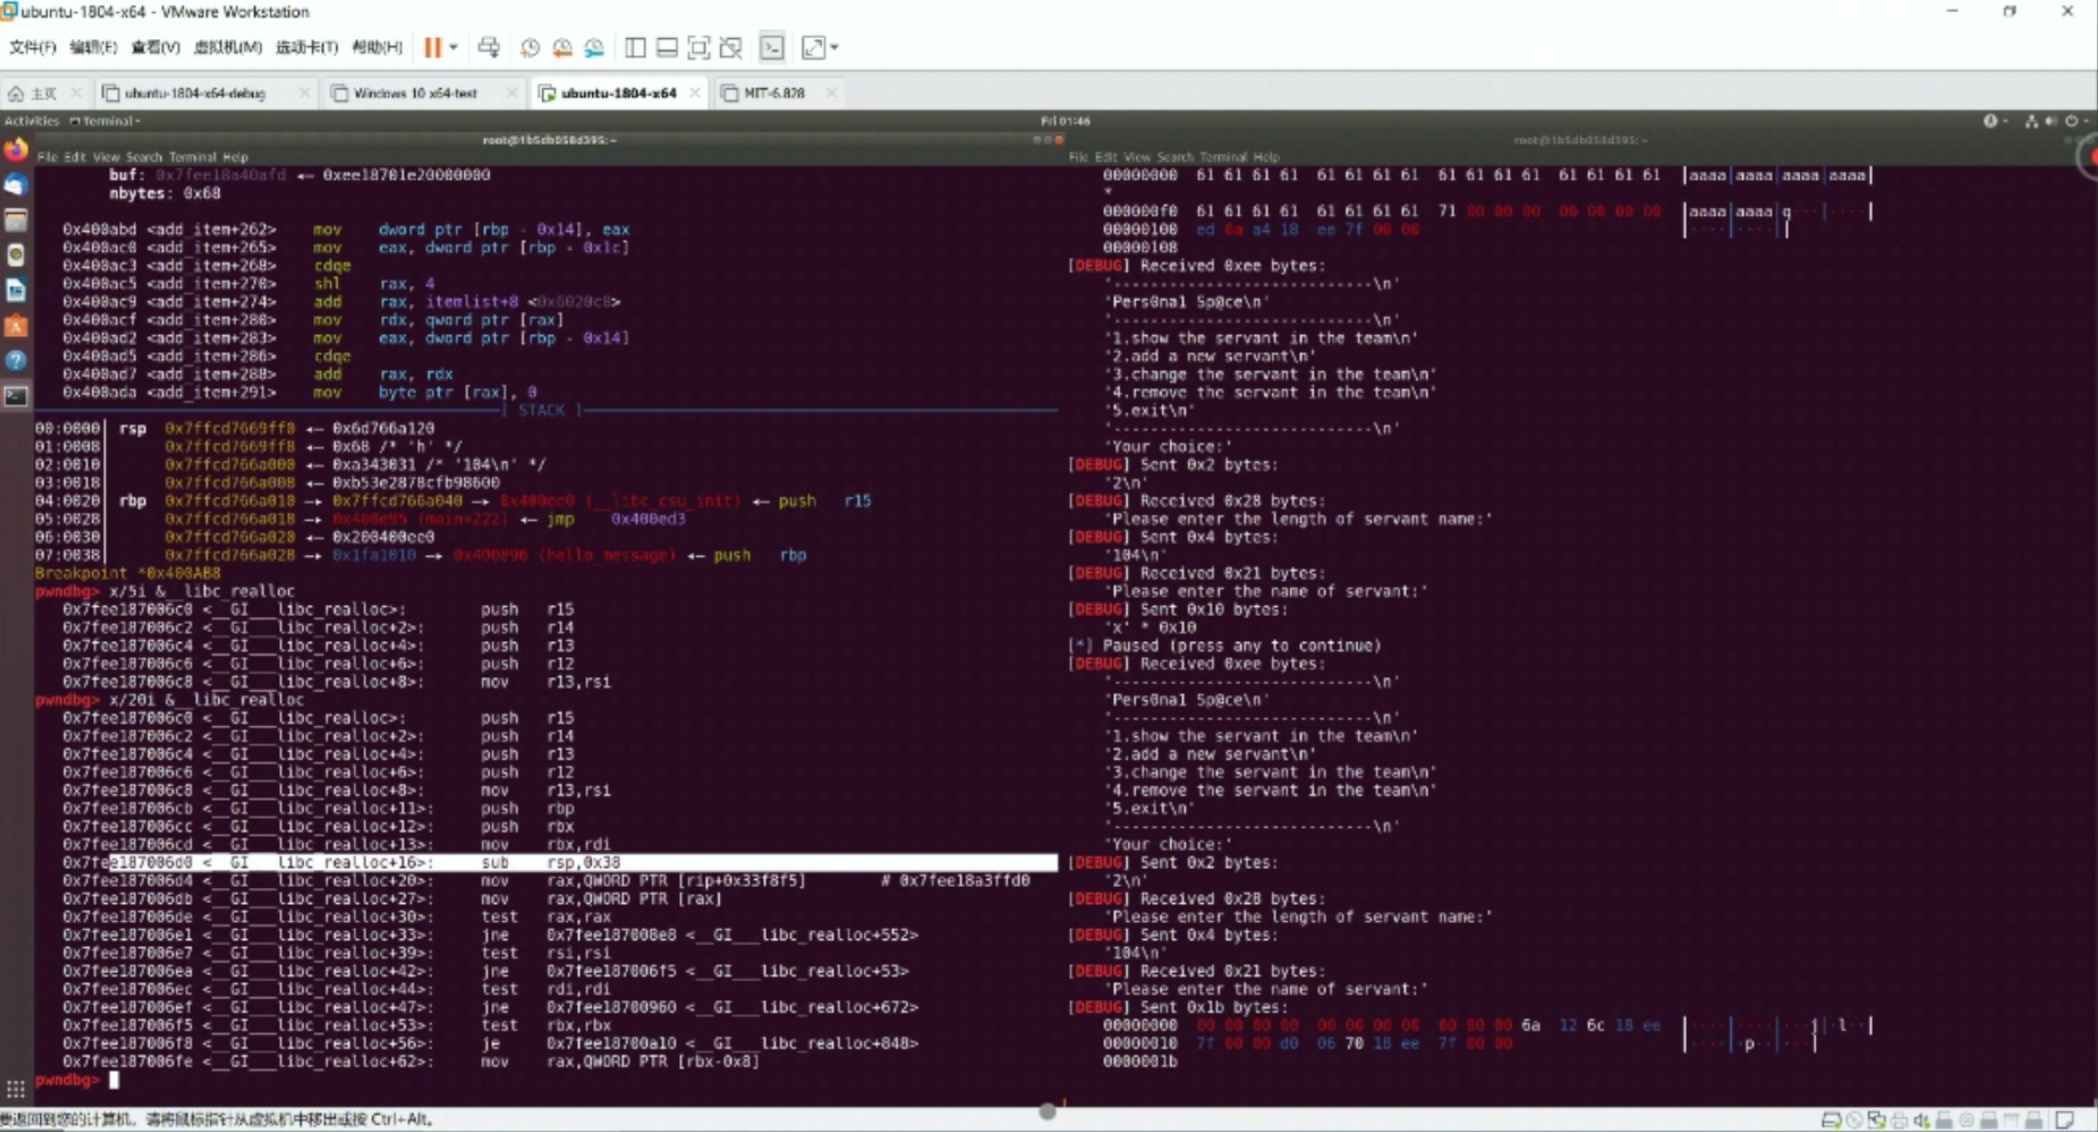 ubuntu-1804-x64 - VMware Workstation
文件(F) 编辑(E) 查看(V) 虚拟机(M) 选项卡(T) 帮助(H)
主页 ubuntu-1804-x64-debug Windows 10 x64-test ubuntu-1804-x64 MIT-6.828
Activities Terminal Fri 01:46
root@1b5db058d395: ~
File Edit View Search Terminal Help
buf: 0x7fee18a40afd ← 0xee18701e20000000
nbytes: 0x68
0x400abd <add_item+262> mov dword ptr [rbp - 0x14], eax
0x400ac0 <add_item+265> mov eax, dword ptr [rbp - 0x1c]
0x400ac3 <add_item+268> cdqe
0x400ac5 <add_item+270> shl rax, 4
0x400ac9 <add_item+274> add rax, itemlist+8 <0x6020c8>
0x400acf <add_item+280> mov rdx, qword ptr [rax]
0x400ad2 <add_item+283> mov eax, dword ptr [rbp - 0x14]
0x400ad5 <add_item+286> cdqe
0x400ad7 <add_item+288> add rax, rdx
0x400ada <add_item+291> mov byte ptr [rax], 0
[ STACK ]
00:0000│ rsp 0x7ffcd7669ff0 ← 0x6d766a120
01:0008│ 0x7ffcd7669ff8 ← 0x68 /* 'h' */
02:0010│ 0x7ffcd766a000 ← 0xa343031 /* '104\n' */
03:0018│ 0x7ffcd766a008 ← 0xb53e2878cfb98600
04:0020│ rbp 0x7ffcd766a010 → 0x7ffcd766a040 → 0x400ee0 (__libc_csu_init) ← push r15
05:0028│ 0x7ffcd766a018 → 0x400e95 (main+222) ← jmp 0x400ed3
06:0030│ 0x7ffcd766a020 ← 0x200400ee0
07:0038│ 0x7ffcd766a028 → 0x1fa1010 → 0x400896 (hello_message) ← push rbp
Breakpoint *0x400AB8
pwndbg> x/5i &__libc_realloc
0x7fee187006c0 <__GI___libc_realloc>: push r15
0x7fee187006c2 <__GI___libc_realloc+2>: push r14
0x7fee187006c4 <__GI___libc_realloc+4>: push r13
0x7fee187006c6 <__GI___libc_realloc+6>: push r12
0x7fee187006c8 <__GI___libc_realloc+8>: mov r13,rsi
pwndbg> x/20i &__libc_realloc
0x7fee187006c0 <__GI___libc_realloc>: push r15
0x7fee187006c2 <__GI___libc_realloc+2>: push r14
0x7fee187006c4 <__GI___libc_realloc+4>: push r13
0x7fee187006c6 <__GI___libc_realloc+6>: push r12
0x7fee187006c8 <__GI___libc_realloc+8>: mov r13,rsi
0x7fee187006cb <__GI___libc_realloc+11>: push rbp
0x7fee187006cc <__GI___libc_realloc+12>: push rbx
0x7fee187006cd <__GI___libc_realloc+13>: mov rbx,rdi
0x7fee187006d0 <__GI___libc_realloc+16>: sub rsp,0x38
0x7fee187006d4 <__GI___libc_realloc+20>: mov rax,QWORD PTR [rip+0x33f8f5] # 0x7fee18a3ffd0
0x7fee187006db <__GI___libc_realloc+27>: mov rax,QWORD PTR [rax]
0x7fee187006de <__GI___libc_realloc+30>: test rax,rax
0x7fee187006e1 <__GI___libc_realloc+33>: jne 0x7fee187008e8 <__GI___libc_realloc+552>
0x7fee187006e7 <__GI___libc_realloc+39>: test rsi,rsi
0x7fee187006ea <__GI___libc_realloc+42>: jne 0x7fee187006f5 <__GI___libc_realloc+53>
0x7fee187006ec <__GI___libc_realloc+44>: test rdi,rdi
0x7fee187006ef <__GI___libc_realloc+47>: jne 0x7fee18700960 <__GI___libc_realloc+672>
0x7fee187006f5 <__GI___libc_realloc+53>: test rbx,rbx
0x7fee187006f8 <__GI___libc_realloc+56>: je 0x7fee18700a10 <__GI___libc_realloc+848>
0x7fee187006fe <__GI___libc_realloc+62>: mov rax,QWORD PTR [rbx-0x8]
pwndbg>
root@1b5db058d395: ~
File Edit View Search Terminal Help
00000000 61 61 61 61 61 61 61 61 61 61 61 61 61 61 61 61 │aaaa│aaaa│aaaa│aaaa│
*
000000f0 61 61 61 61 61 61 61 61 71 00 00 00 00 00 00 00 │aaaa│aaaa│q···│····│
00000100 ed 0a a4 18 ee 7f 00 00 │····│····│
00000108
[DEBUG] Received 0xee bytes:
'----------------------------\n'
'Pers0nal Sp@ce\n'
'----------------------------\n'
'1.show the servant in the team\n'
'2.add a new servant\n'
'3.change the servant in the team\n'
'4.remove the servant in the team\n'
'5.exit\n'
'----------------------------\n'
'Your choice:'
[DEBUG] Sent 0x2 bytes:
'2\n'
[DEBUG] Received 0x28 bytes:
'Please enter the length of servant name:'
[DEBUG] Sent 0x4 bytes:
'104\n'
[DEBUG] Received 0x21 bytes:
'Please enter the name of servant:'
[DEBUG] Sent 0x10 bytes:
'x' * 0x10
[*] Paused (press any to continue)
[DEBUG] Received 0xee bytes:
'----------------------------\n'
'Pers0nal Sp@ce\n'
'----------------------------\n'
'1.show the servant in the team\n'
'2.add a new servant\n'
'3.change the servant in the team\n'
'4.remove the servant in the team\n'
'5.exit\n'
'----------------------------\n'
'Your choice:'
[DEBUG] Sent 0x2 bytes:
'2\n'
[DEBUG] Received 0x28 bytes:
'Please enter the length of servant name:'
[DEBUG] Sent 0x4 bytes:
'104\n'
[DEBUG] Received 0x21 bytes:
'Please enter the name of servant:'
[DEBUG] Sent 0x1b bytes:
00000000 00 00 00 00 00 00 00 00 00 00 00 6a 12 6c 18 ee │····│····│···j│·l··│
00000010 7f 00 00 d0 06 70 18 ee 7f 00 00 │····│·p··│···│
0000001b
要返回到您的计算机，请将鼠标指针从虚拟机中移出或按 Ctrl+Alt。